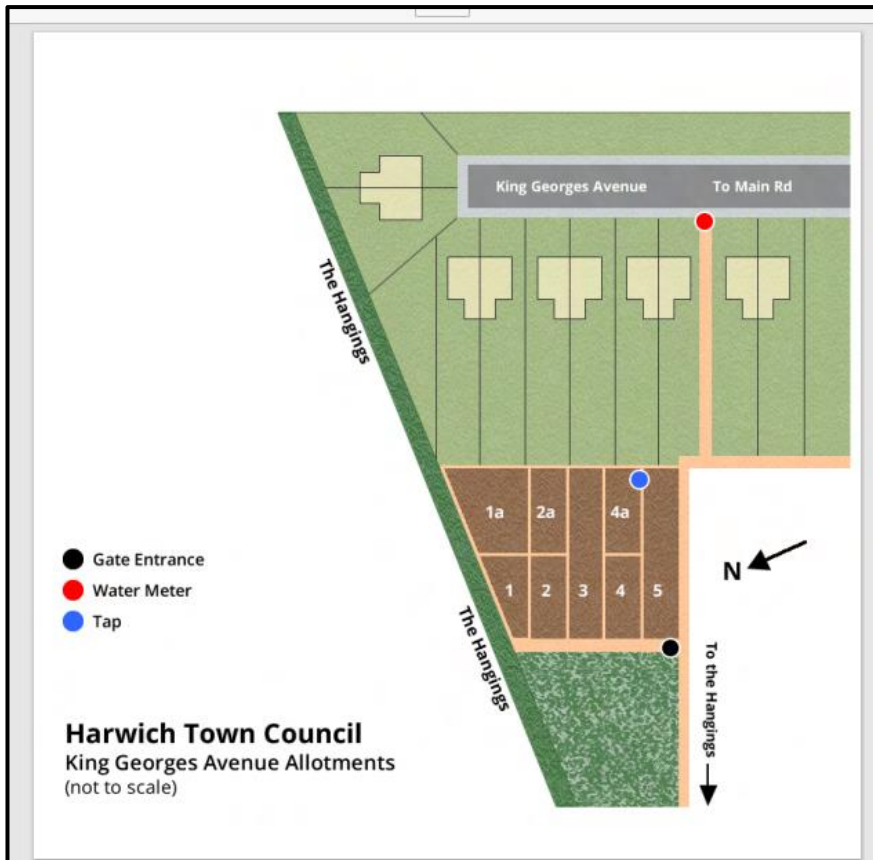 King Georges Avenue
To Main Rd
The Hangings
1a
2a
4a
1
2
3
4
5
N
Gate Entrance
Water Meter
Tap
The Hangings
To the Hangings
Harwich Town Council
King Georges Avenue Allotments
(not to scale)